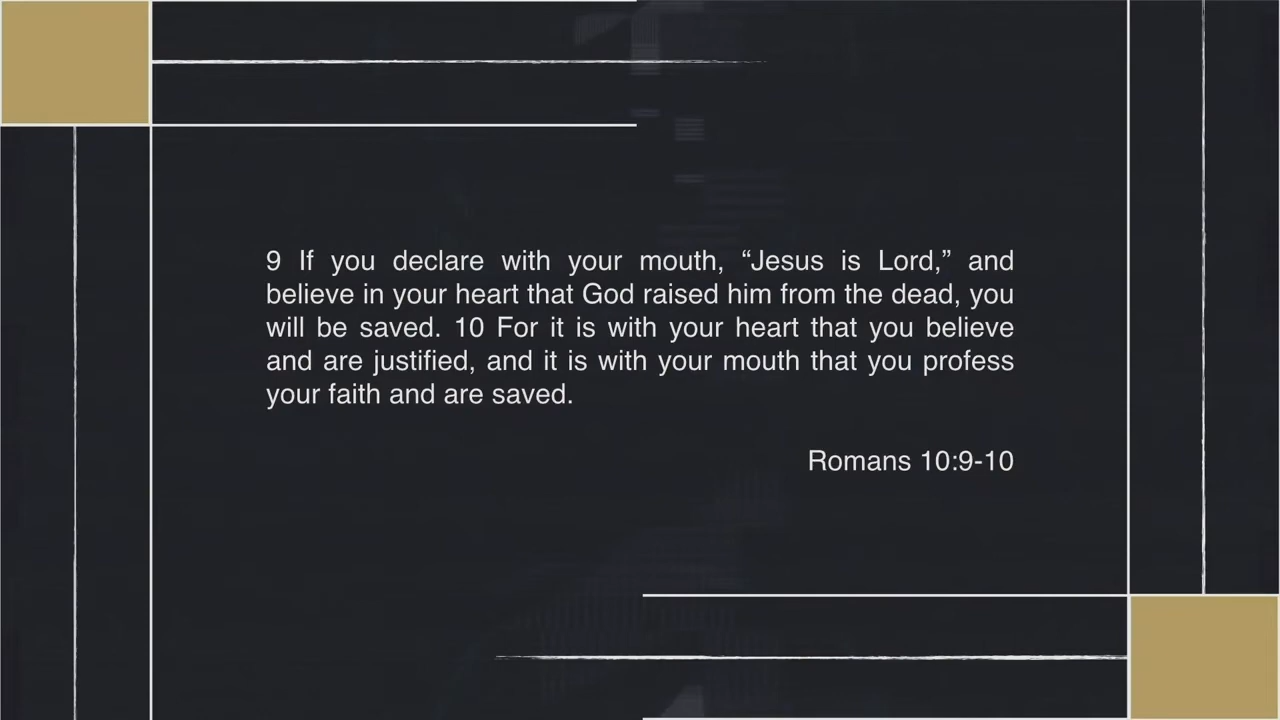 9 If you declare with your mouth, “Jesus is Lord,” and
believe in your heart that God raised him from the dead, you
will be saved. 10 For it is with your heart that you believe
and are justified, and it is with your mouth that you profess
your faith and are saved.
Romans 10:9-10